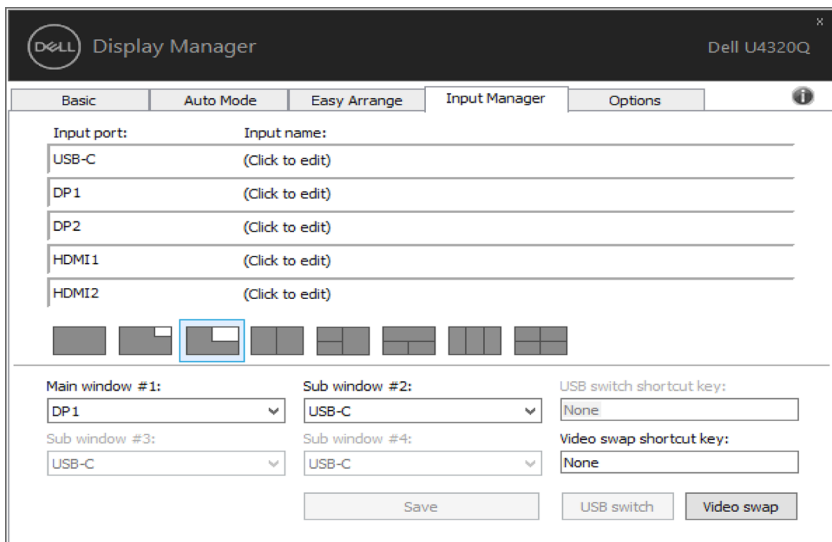 x
DELL Display Manager Dell U4320Q
Basic Auto Mode Easy Arrange Input Manager Options i
Input port: Input name:
USB-C (Click to edit)
DP1 (Click to edit)
DP2 (Click to edit)
HDMI1 (Click to edit)
HDMI2 (Click to edit)
Main window #1: Sub window #2: USB switch shortcut key:
DP1 USB-C None
Sub window #3: Sub window #4: Video swap shortcut key:
USB-C USB-C None
Save USB switch Video swap